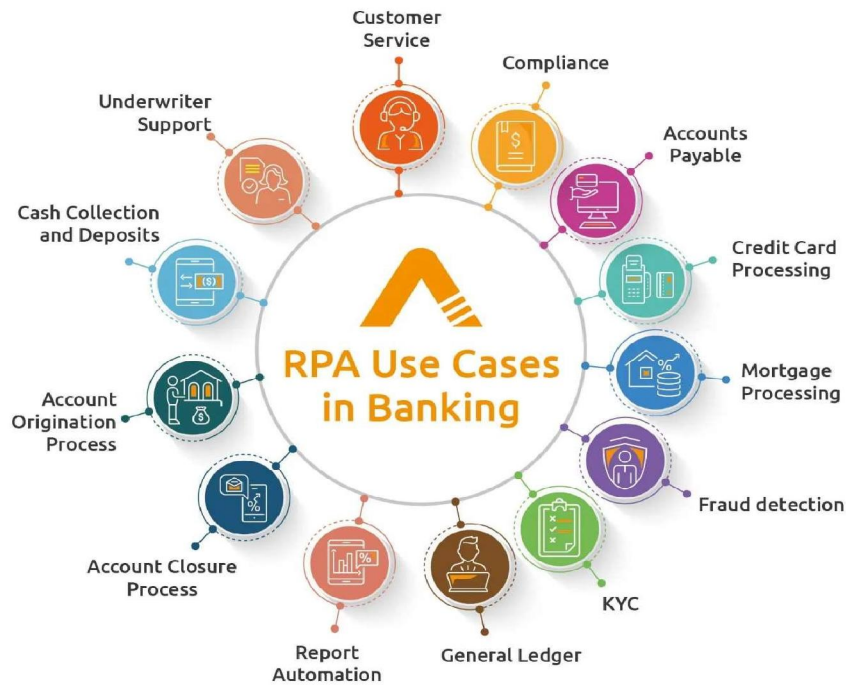 Customer
Service
Compliance
Accounts
Payable
Credit Card
Processing
Mortgage
Processing
Fraud detection
KYC
General Ledger
Report
Automation
Account Closure
Process
Account
Origination
Process
Cash Collection
and Deposits
Underwriter
Support
RPA Use Cases
in Banking
$
($)
%
%
$
%